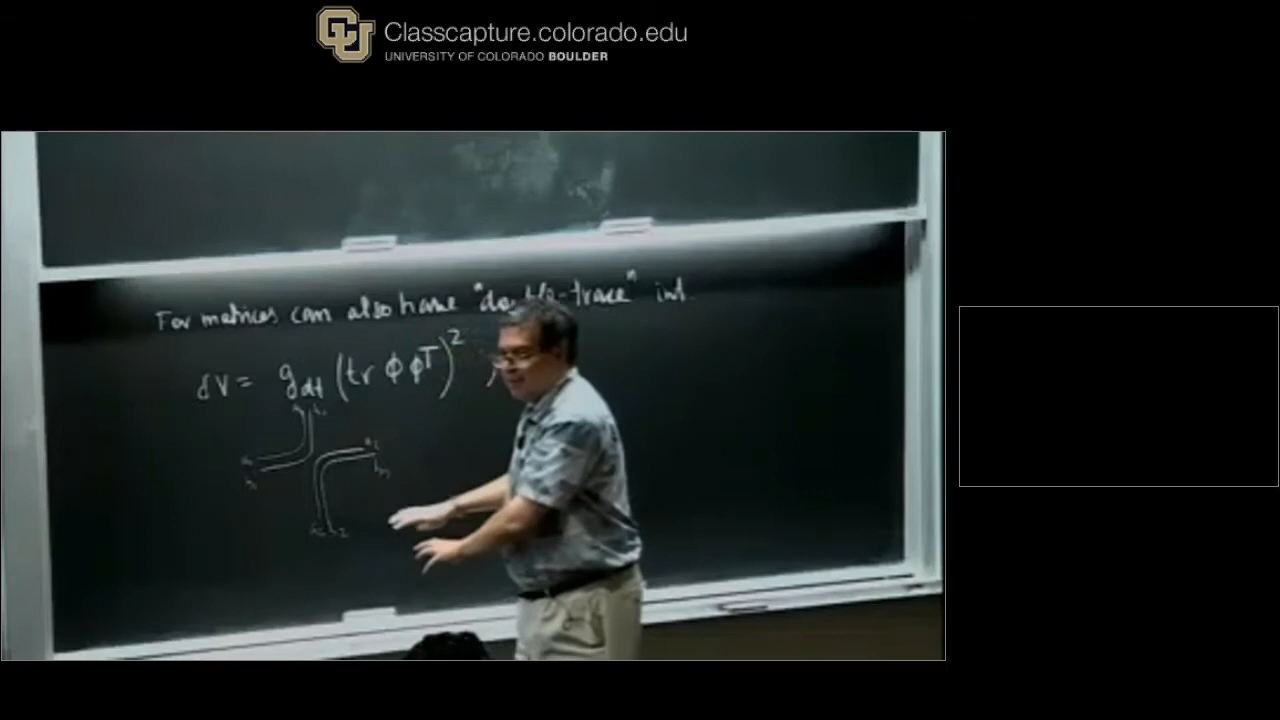 CU Classcapture.colorado.edu
UNIVERSITY OF COLORADO BOULDER
For matrices can also have "double-trace" int.
δV = g_dt (tr φ φ^T)^2 ,